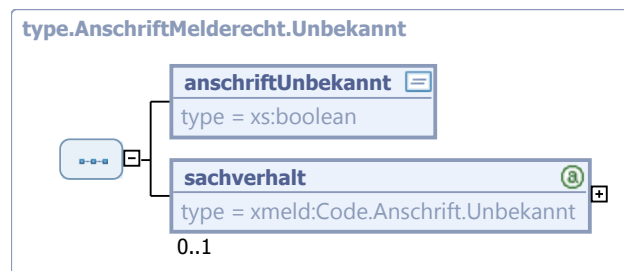 type.AnschriftMelderecht.Unbekannt
anschriftUnbekannt
type = xs:boolean
sachverhalt
type = xmeld:Code.Anschrift.Unbekannt
0..1